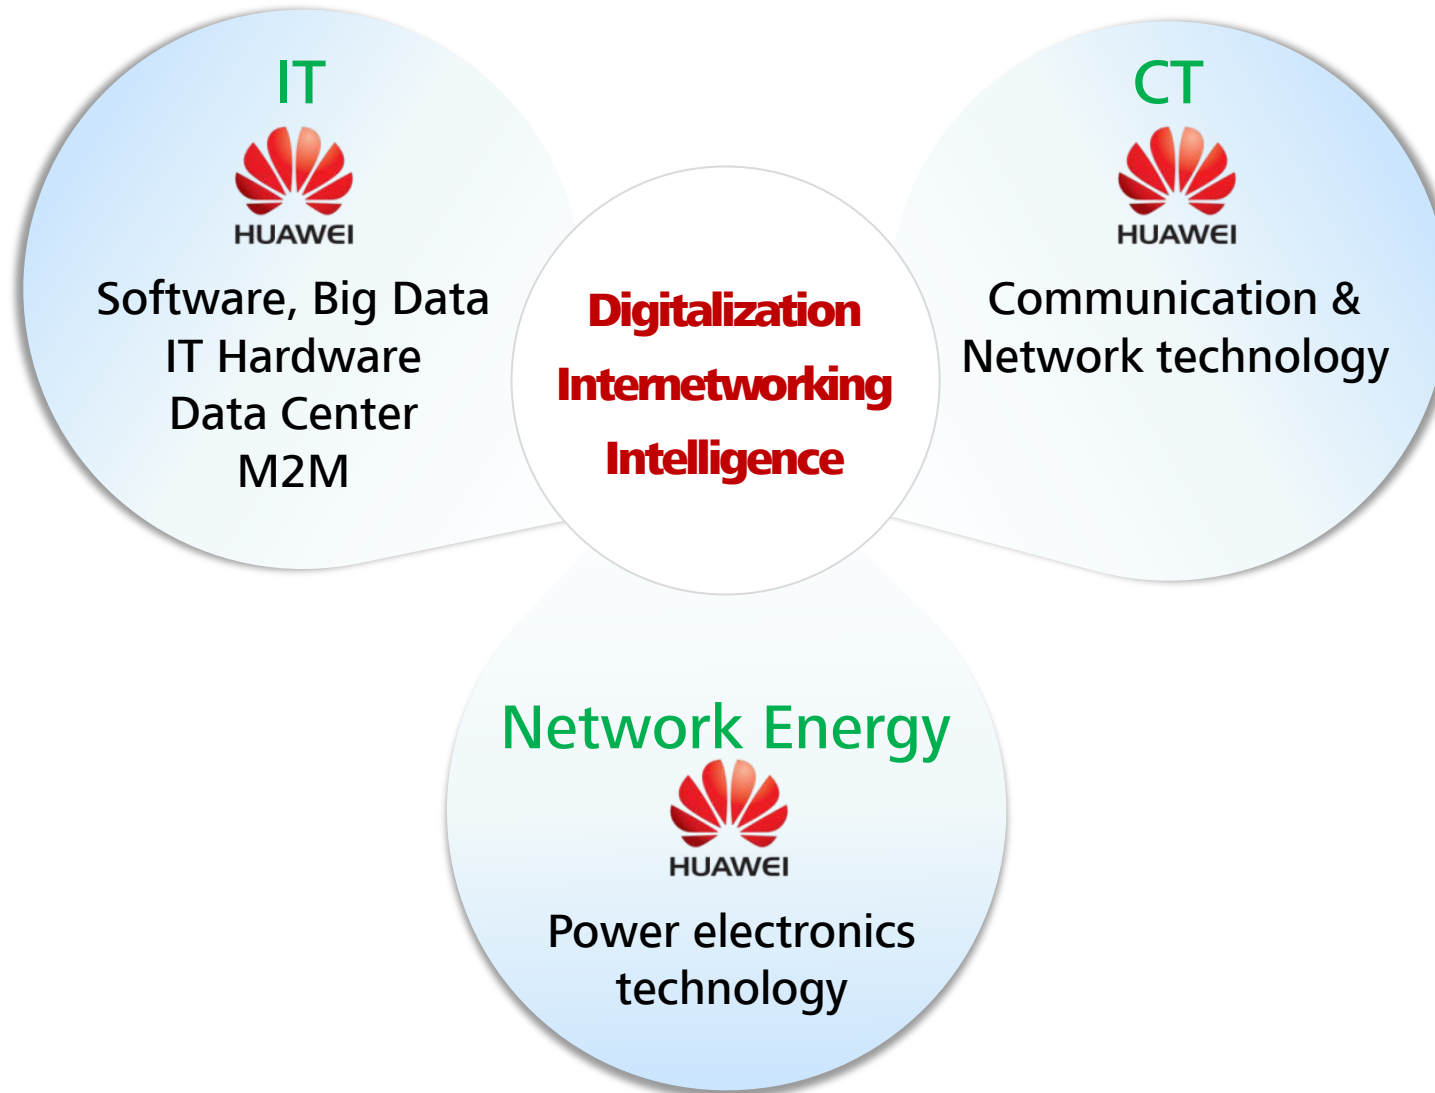 IT
HUAWEI
Software, Big Data
IT Hardware
Data Center
M2M
Digitalization
Internetworking
Intelligence
CT
HUAWEI
Communication &
Network technology
Network Energy
HUAWEI
Power electronics
technology